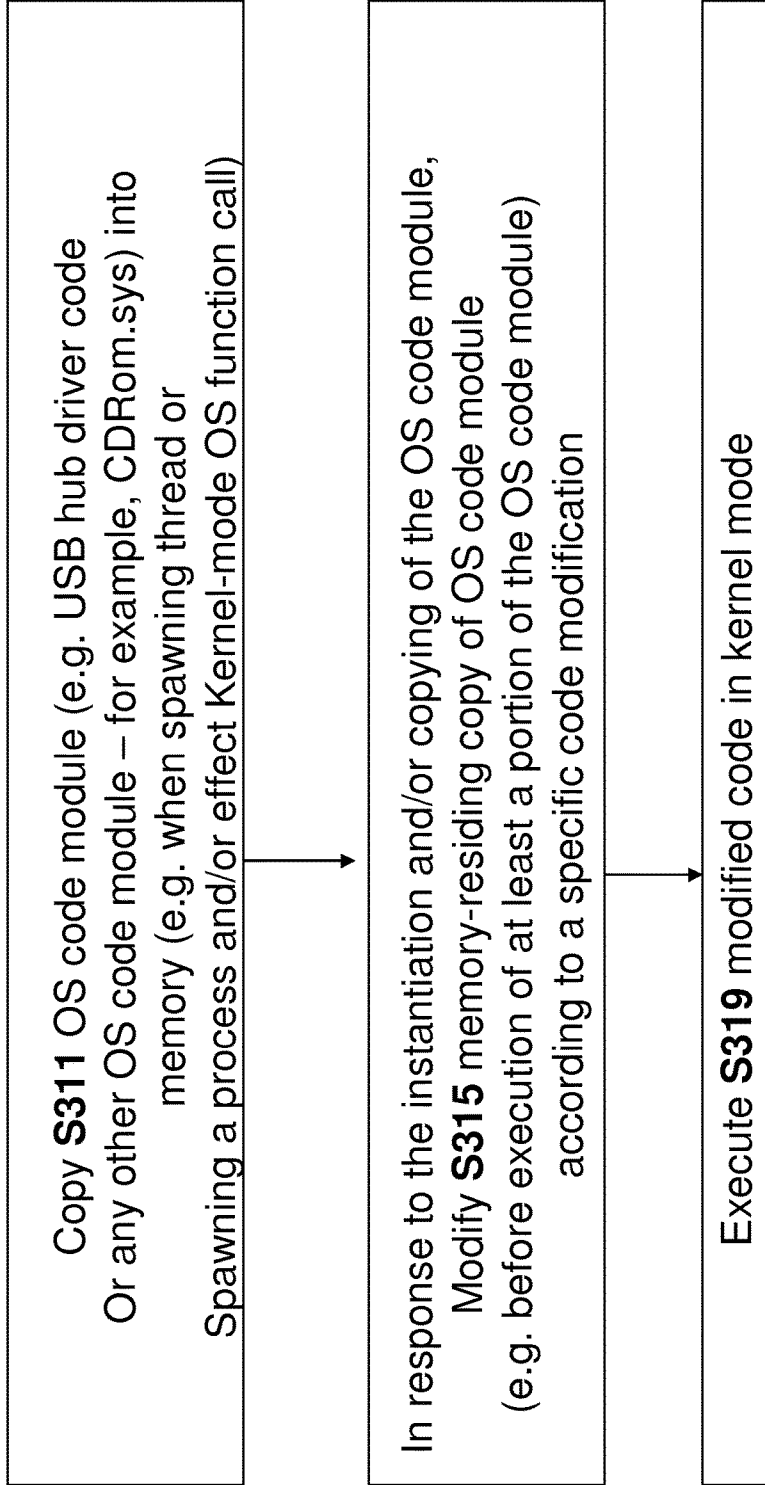 Copy S311 OS code module (e.g. USB hub driver code
Or any other OS code module – for example, CDRom.sys) into
memory (e.g. when spawning thread or
Spawning a process and/or effect Kernel-mode OS function call)
In response to the instantiation and/or copying of the OS code module,
Modify S315 memory-residing copy of OS code module
(e.g. before execution of at least a portion of the OS code module)
according to a specific code modification
Execute S319 modified code in kernel mode